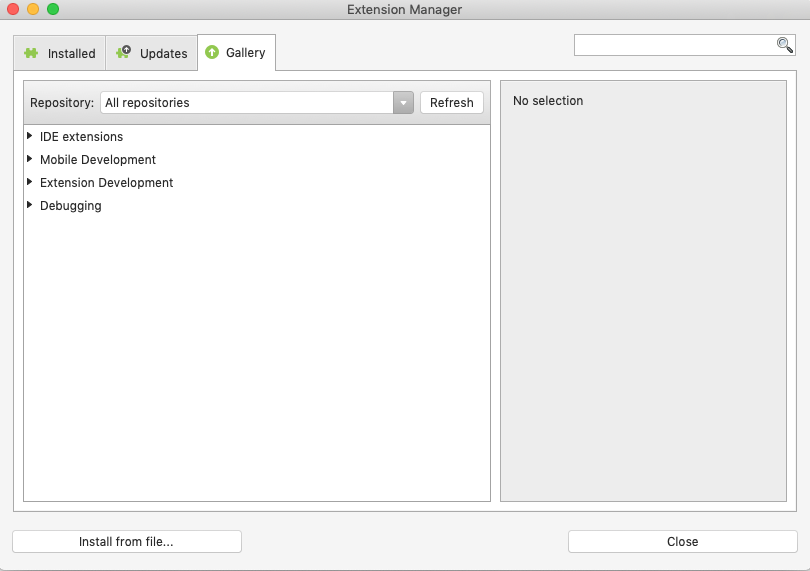 Extension Manager
Installed
Updates
Gallery
Repository:
All repositories
Refresh
No selection
IDE extensions
Mobile Development
Extension Development
Debugging
Install from file...
Close